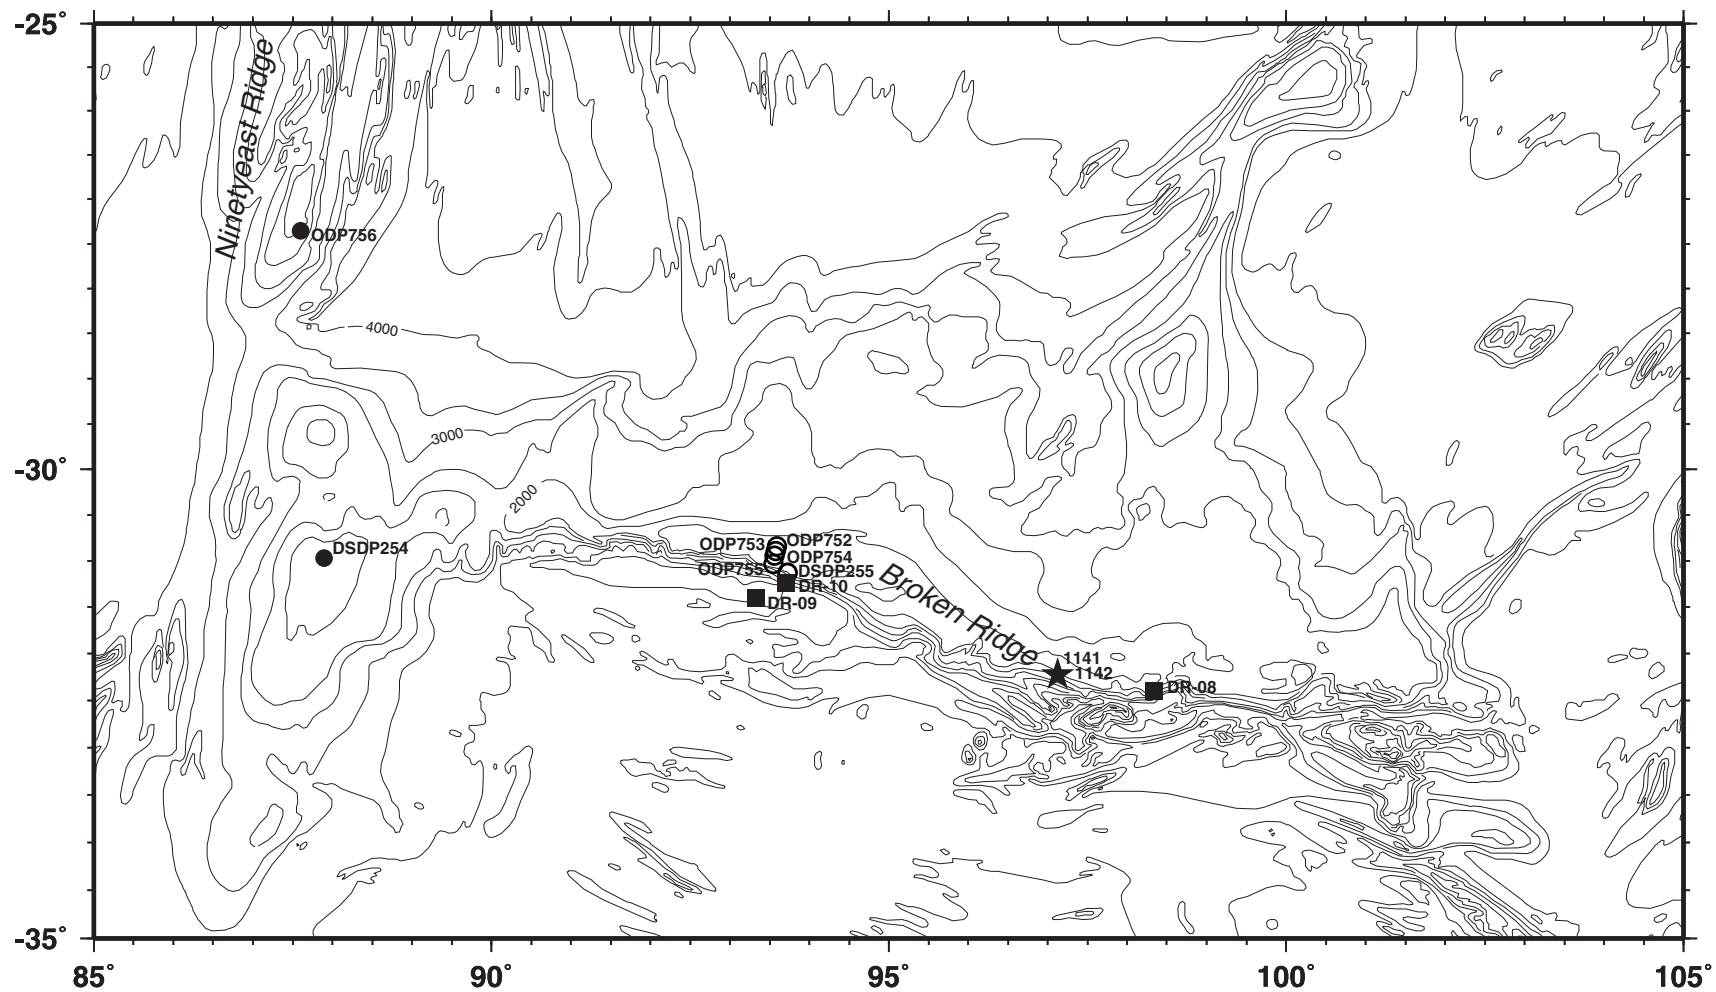 -25°
Ninetyeast Ridge
ODP756
4000
3000
-30°
2000
DSDP254
ODP753
ODP752
ODP754
ODP755
DSDP255
DR-10
DR-09
Broken Ridge
1141
1142
DR-08
-35°
85°
90°
95°
100°
105°